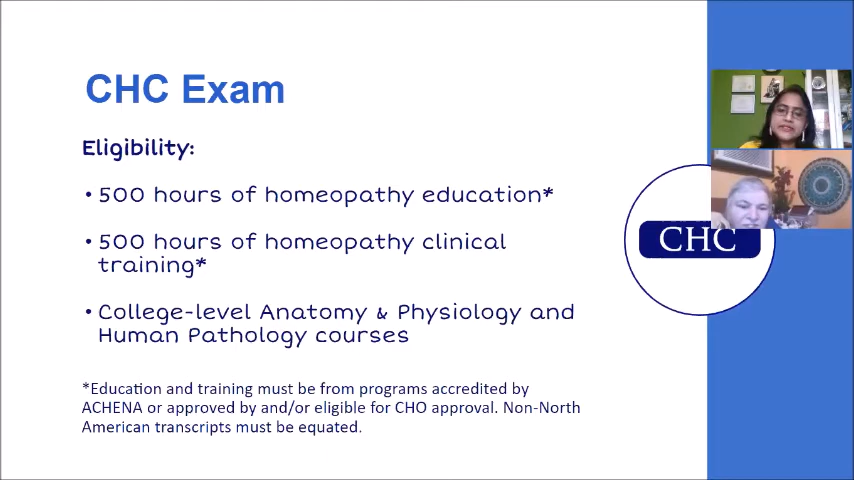 CHC Exam
Eligibility:
• 500 hours of homeopathy education*
• 500 hours of homeopathy clinical
training*
• College-level Anatomy & Physiology and
Human Pathology courses
*Education and training must be from programs accredited by
ACHENA or approved by and/or eligible for CHO approval. Non-North
American transcripts must be equated.
CHC